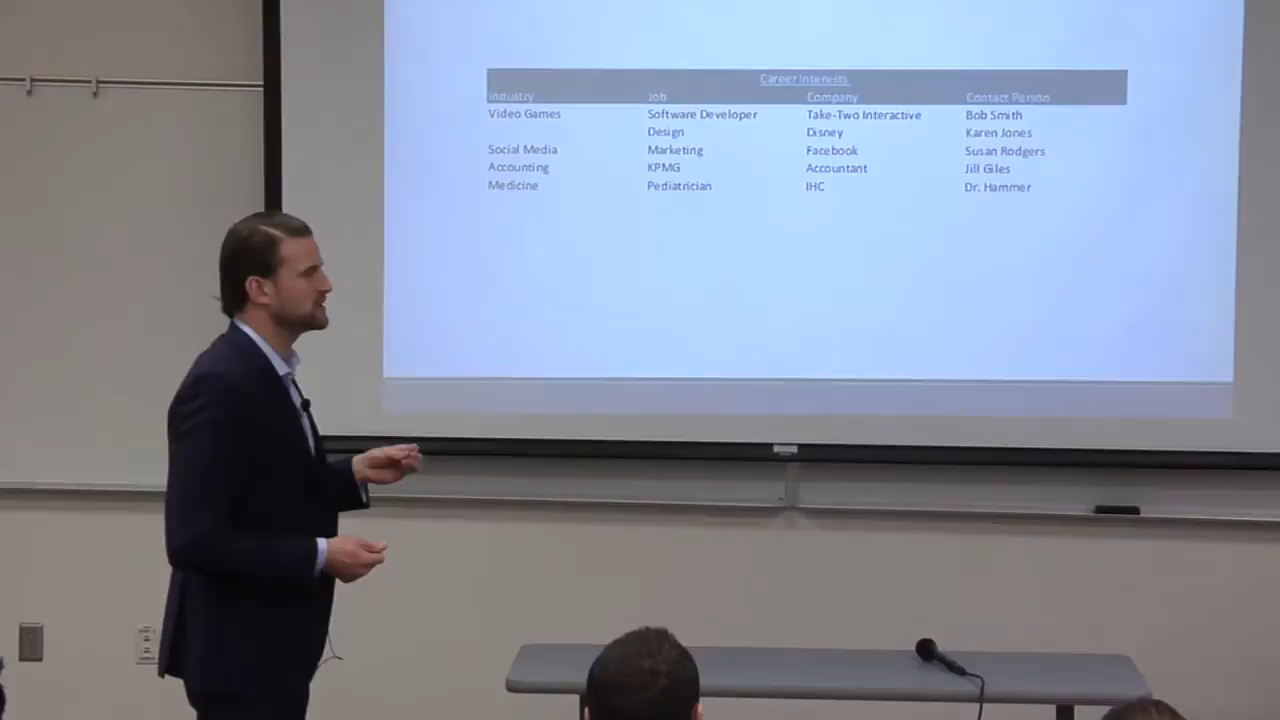 Career Interests
Industry Job Company Contact Person
Video Games Software Developer Take-Two Interactive Bob Smith
Design Disney Karen Jones
Social Media Marketing Facebook Susan Rodgers
Accounting KPMG Accountant Jill Giles
Medicine Pediatrician IHC Dr. Hammer